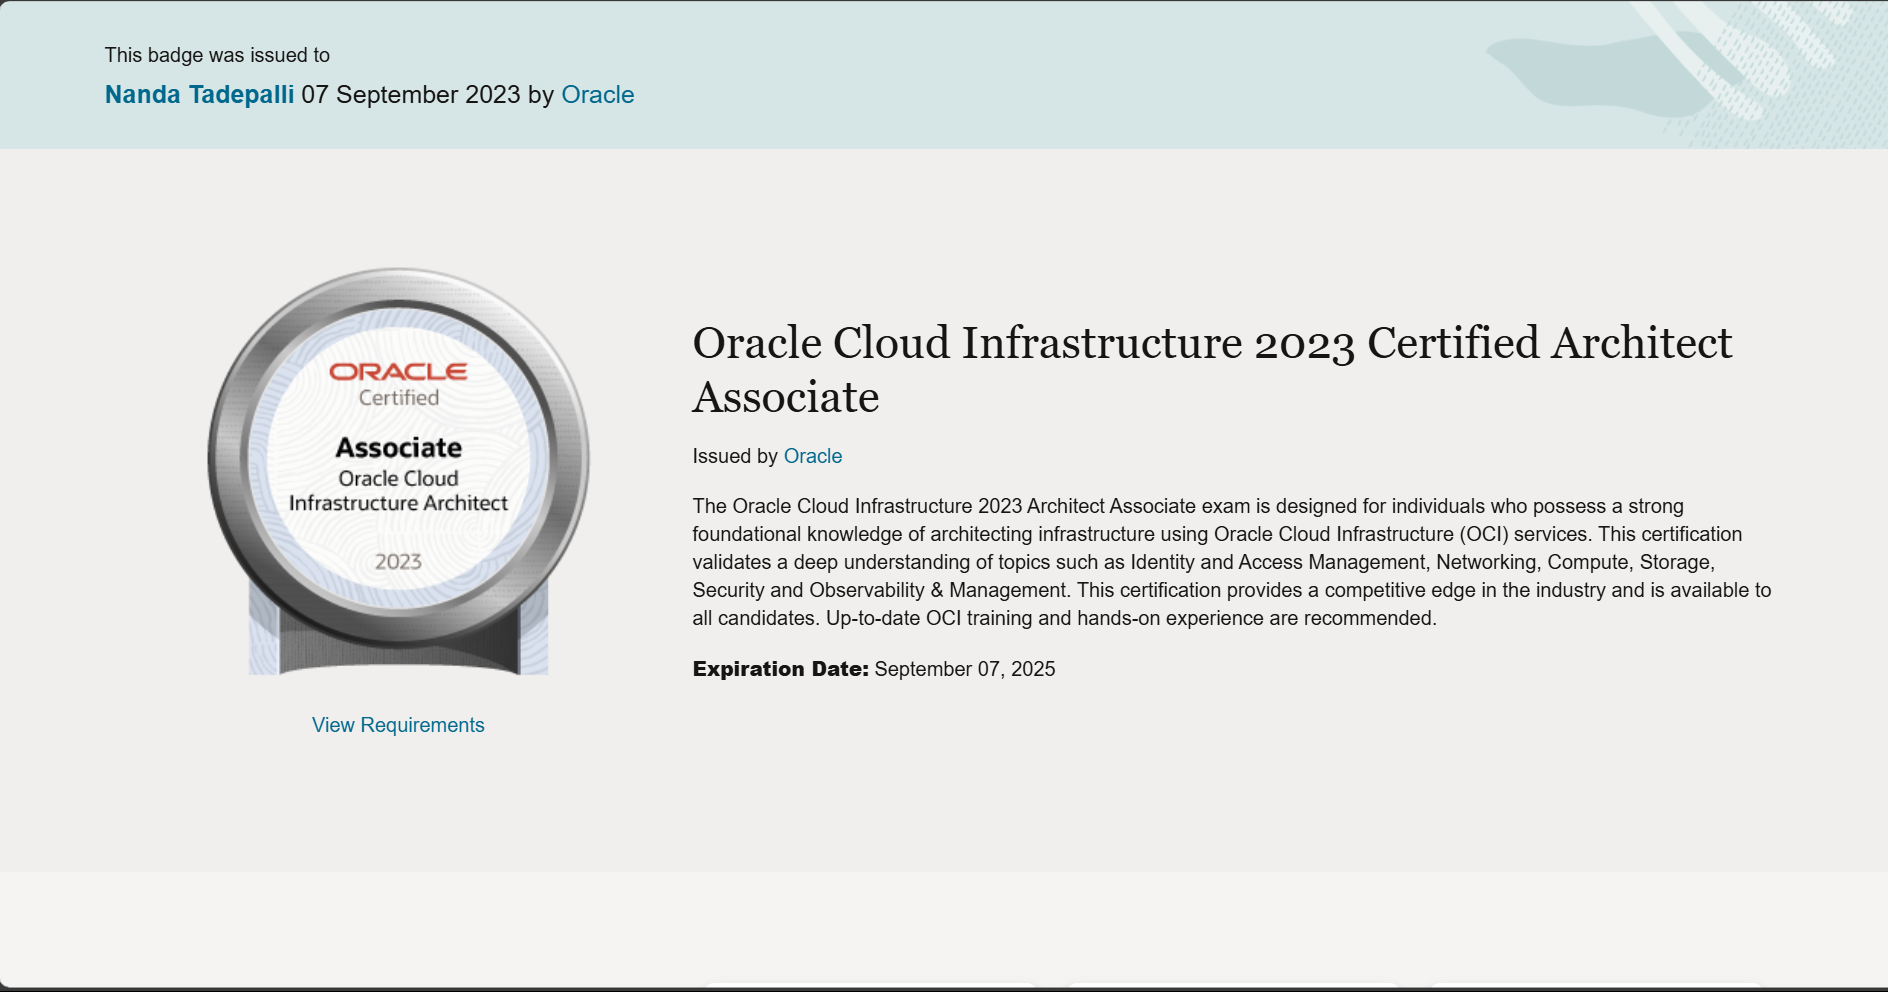 This badge was issued to
Nanda Tadepalli 07 September 2023 by Oracle
ORACLE
Certified
Associate
Oracle Cloud
Infrastructure Architect
2023
View Requirements
Oracle Cloud Infrastructure 2023 Certified Architect
Associate
Issued by Oracle
The Oracle Cloud Infrastructure 2023 Architect Associate exam is designed for individuals who possess a strong
foundational knowledge of architecting infrastructure using Oracle Cloud Infrastructure (OCI) services. This certification
validates a deep understanding of topics such as Identity and Access Management, Networking, Compute, Storage,
Security and Observability & Management. This certification provides a competitive edge in the industry and is available to
all candidates. Up-to-date OCI training and hands-on experience are recommended.
Expiration Date: September 07, 2025